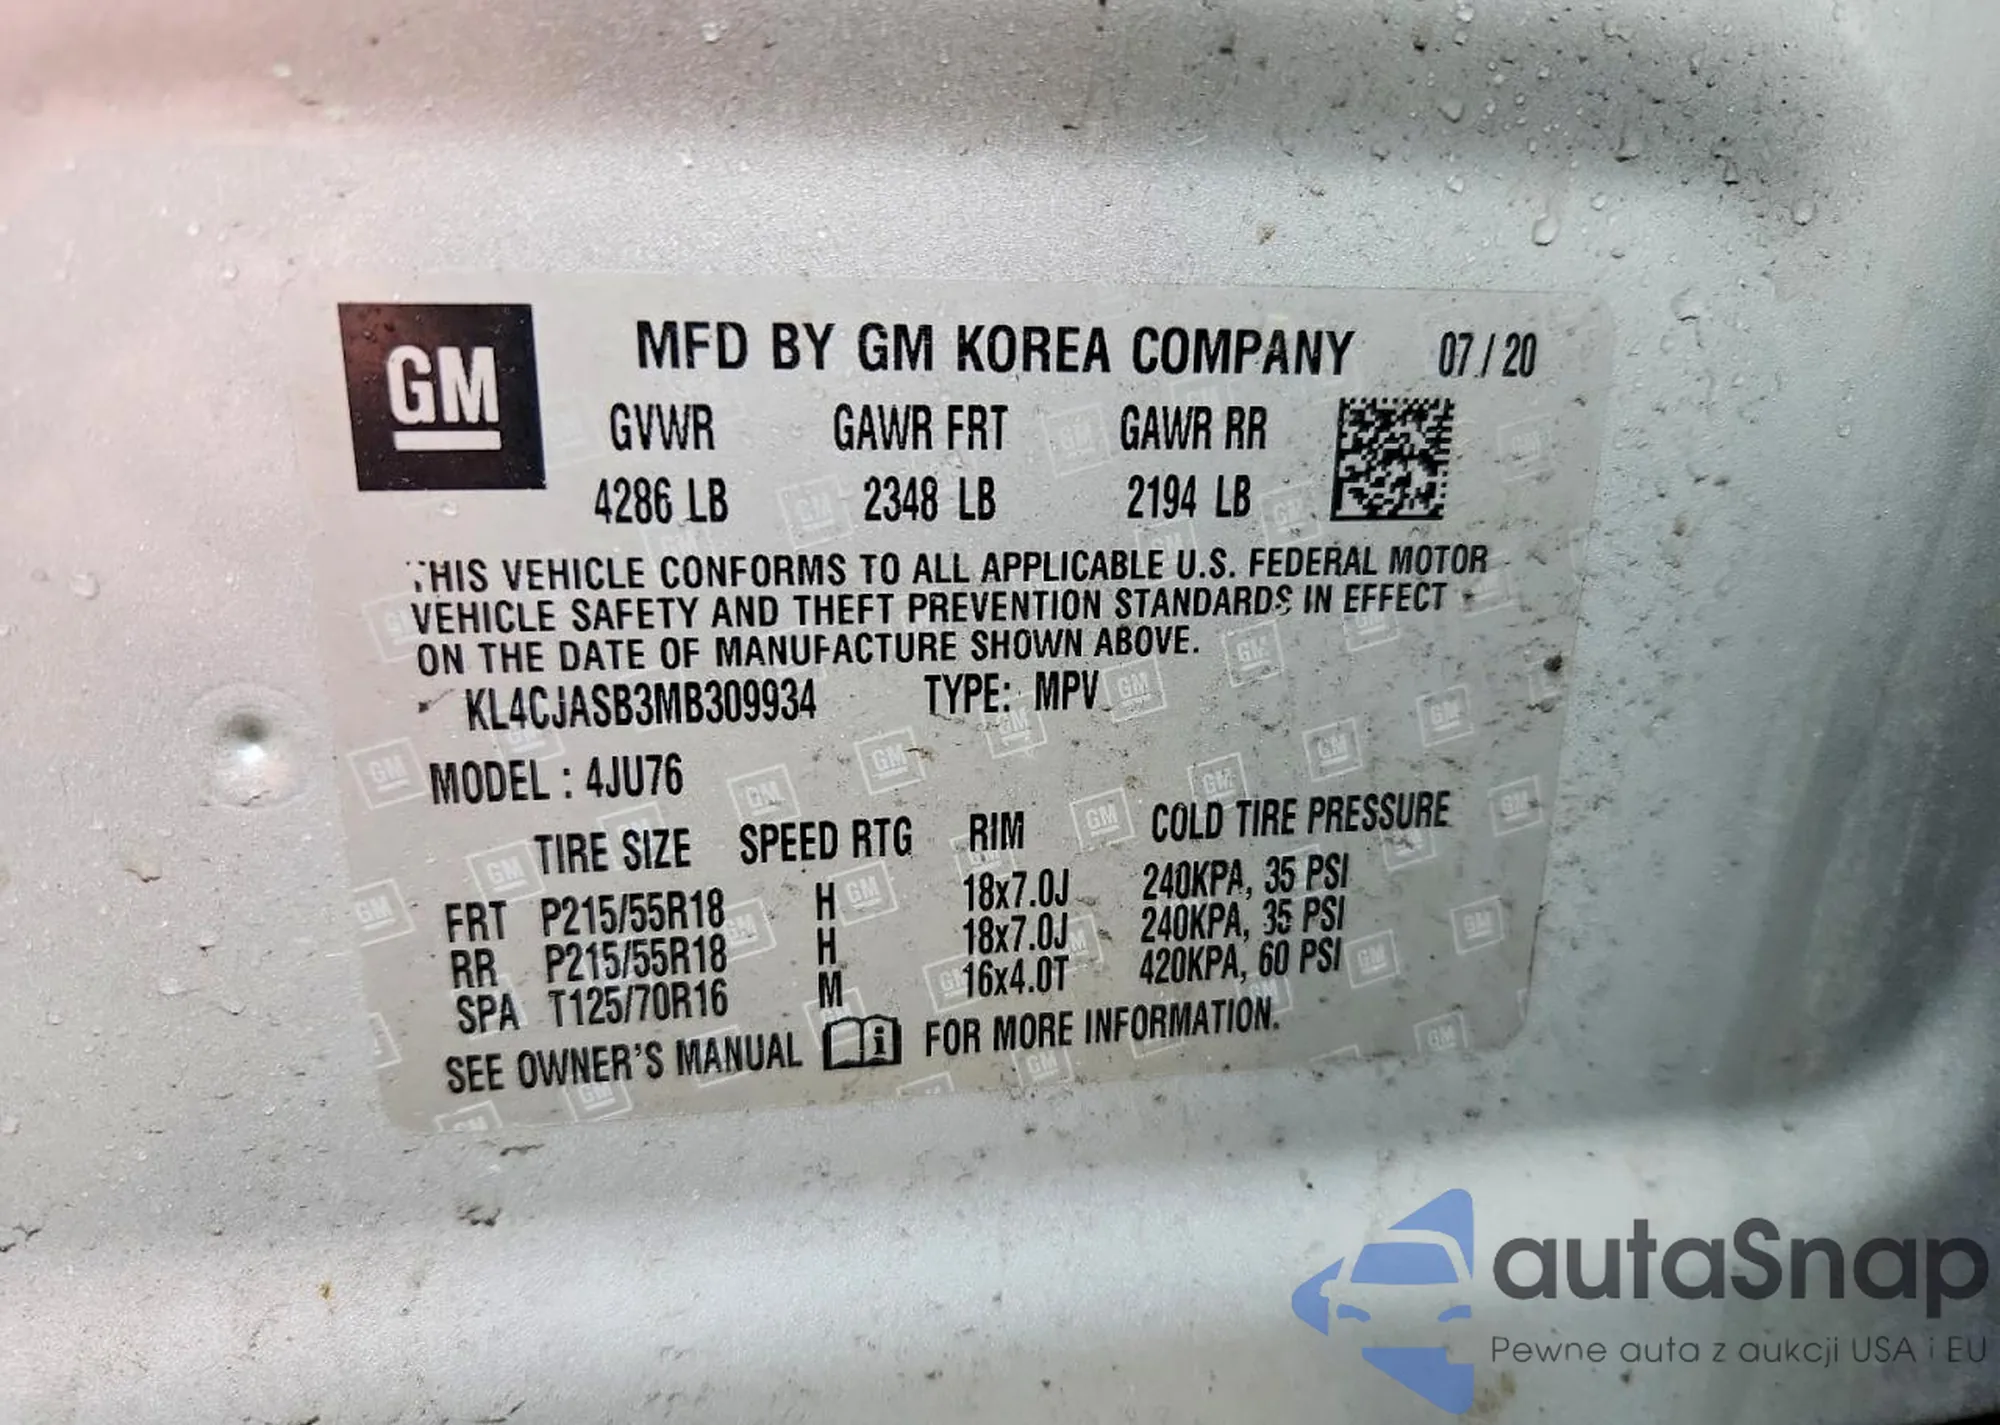 GM
MFD BY GM KOREA COMPANY 07/20
GVWR GAWR FRT GAWR RR
4286 LB 2348 LB 2194 LB
THIS VEHICLE CONFORMS TO ALL APPLICABLE U.S. FEDERAL MOTOR
VEHICLE SAFETY AND THEFT PREVENTION STANDARDS IN EFFECT
ON THE DATE OF MANUFACTURE SHOWN ABOVE.
KL4CJASB3MB309934 TYPE: MPV
MODEL : 4JU76
TIRE SIZE SPEED RTG RIM COLD TIRE PRESSURE
FRT P215/55R18 H 18x7.0J 240KPA, 35 PSI
RR P215/55R18 H 18x7.0J 240KPA, 35 PSI
SPA T125/70R16 M 16x4.0T 420KPA, 60 PSI
SEE OWNER'S MANUAL FOR MORE INFORMATION.
autaSnap
Pewne auta z aukcji USA i EU